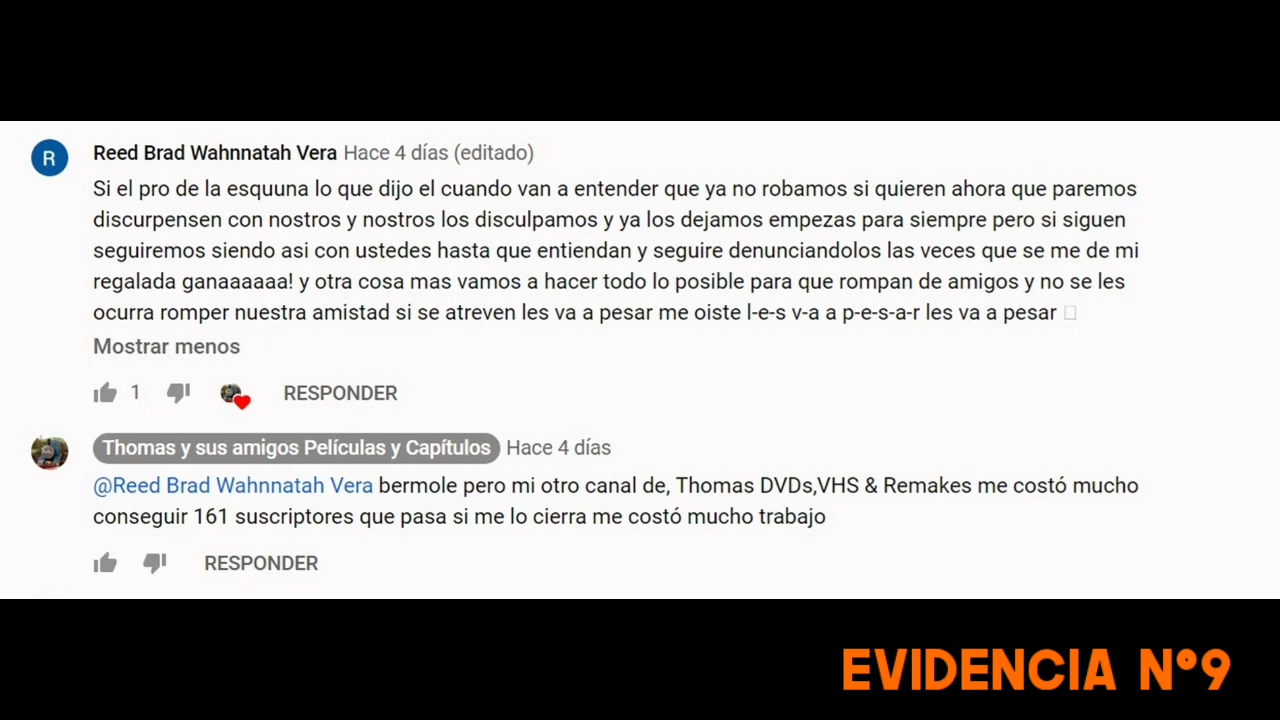 R
Reed Brad Wahnnatah Vera Hace 4 días (editado)
Si el pro de la esquuna lo que dijo el cuando van a entender que ya no robamos si quieren ahora que paremos
discurpensen con nostros y nostros los disculpamos y ya los dejamos empezas para siempre pero si siguen
seguiremos siendo asi con ustedes hasta que entiendan y seguire denunciandolos las veces que se me de mi
regalada ganaaaaaa! y otra cosa mas vamos a hacer todo lo posible para que rompan de amigos y no se les
ocurra romper nuestra amistad si se atreven les va a pesar me oiste l-e-s v-a a p-e-s-a-r les va a pesar
Mostrar menos
1 RESPONDER
Thomas y sus amigos Películas y Capítulos Hace 4 días
@Reed Brad Wahnnatah Vera bermole pero mi otro canal de, Thomas DVDs,VHS & Remakes me costó mucho
conseguir 161 suscriptores que pasa si me lo cierra me costó mucho trabajo
RESPONDER
EVIDENCIA N°9